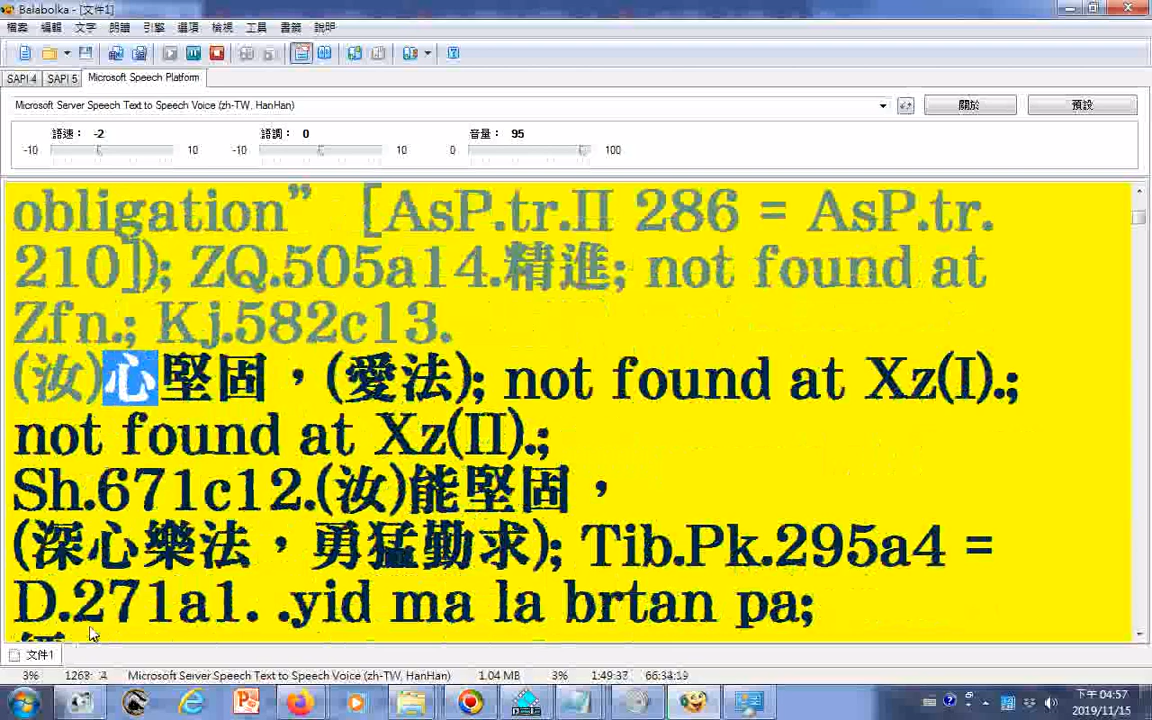 Balabolka - [文件1]
檔案 編輯 文字 朗讀 引擎 選項 檢視 工具 書籤 說明
SAPI 4 SAPI 5 Microsoft Speech Platform
Microsoft Server Speech Text to Speech Voice (zh-TW, HanHan) 關於 預設
語速： -2 語調： 0 音量： 95
-10 10 -10 10 0 100
obligation” [AsP.tr.II 286 = AsP.tr.
210]); ZQ.505a14.精進; not found at
Zfn.; Kj.582c13.
(汝)心堅固，(愛法); not found at Xz(I).;
not found at Xz(II).;
Sh.671c12.(汝)能堅固，
(深心樂法，勇猛勤求); Tib.Pk.295a4 =
D.271a1. .yid ma la brtan pa;
文件1
3% Microsoft Server Speech Text to Speech Voice (zh-TW, HanHan) 1.04 MB 3% 1:49:37 66:34:19
下午 04:57
2019/11/15